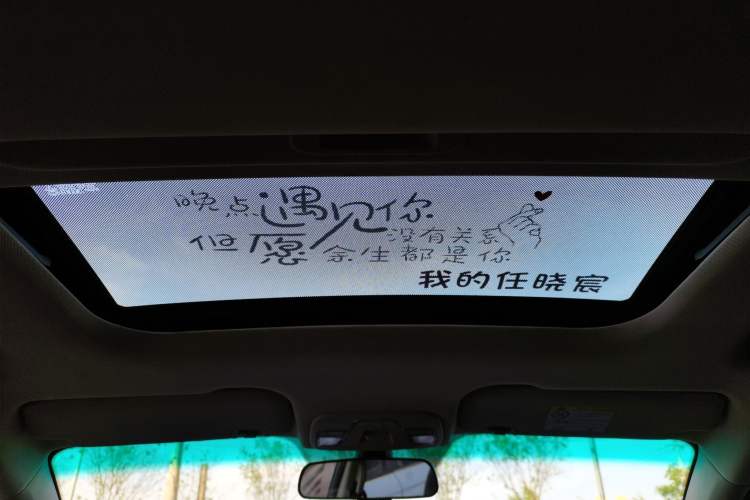 晚点遇见你
没有关系
但愿余生都是你
我的任晓宸